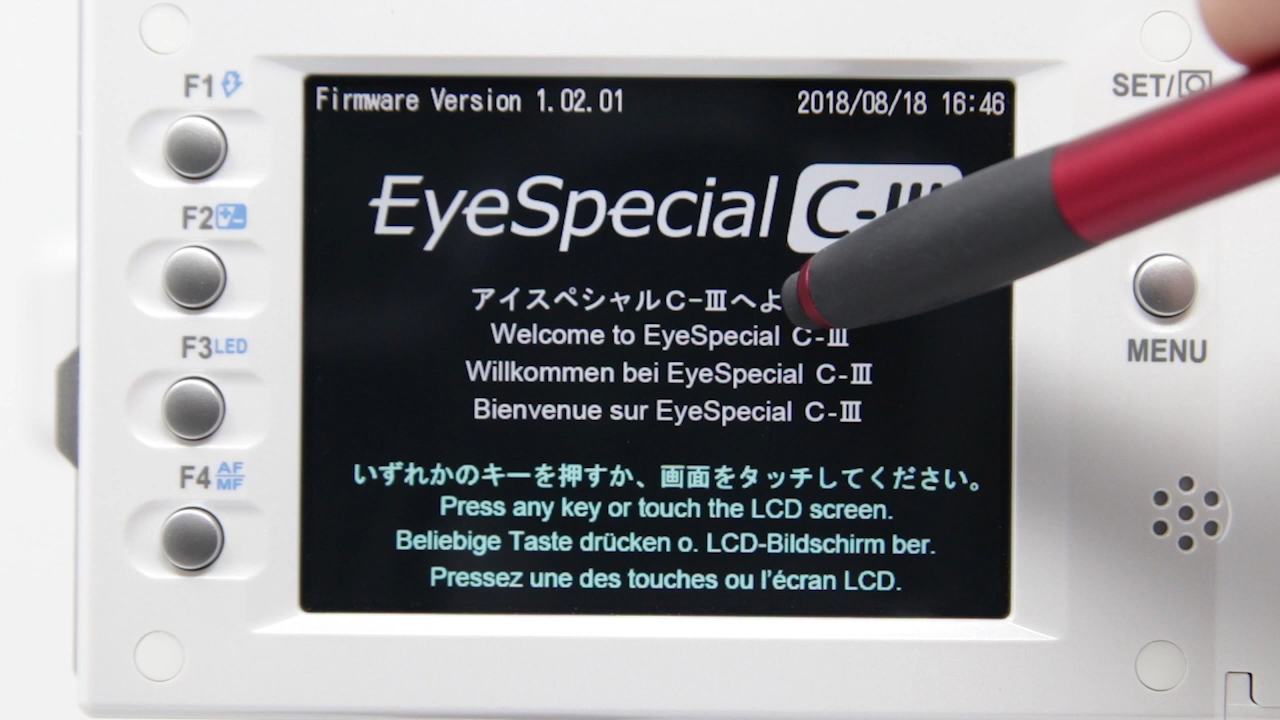 F1
F2
F3 LED
F4 AF MF
SET/
MENU
Firmware Version 1.02.01
2018/08/18 16:46
EyeSpecial C-III
アイスペシャルC-Ⅲへよ
Welcome to EyeSpecial C-Ⅲ
Willkommen bei EyeSpecial C-Ⅲ
Bienvenue sur EyeSpecial C-Ⅲ
いずれかのキーを押すか、画面をタッチしてください。
Press any key or touch the LCD screen.
Beliebige Taste drücken o. LCD-Bildschirm ber.
Pressez une des touches ou l'écran LCD.